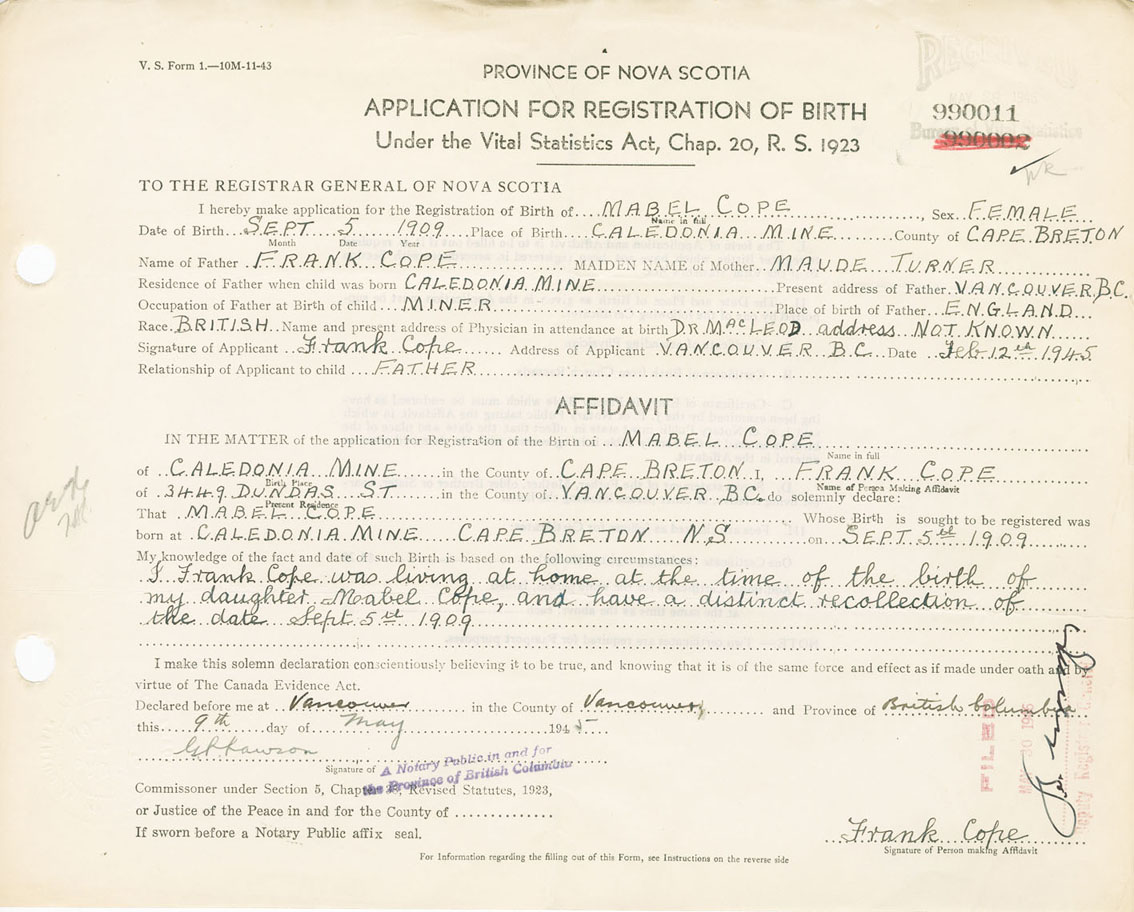 V. S. Form 1.—10M-11-43
PROVINCE OF NOVA SCOTIA
RECEIVED
APPLICATION FOR REGISTRATION OF BIRTH
990011
Under the Vital Statistics Act, Chap. 20, R. S. 1923
990002
TO THE REGISTRAR GENERAL OF NOVA SCOTIA
I hereby make application for the Registration of Birth of MABEL COPE, Sex FEMALE
Name in full
Date of Birth SEPT 5 1909 Place of Birth CALEDONIA MINE County of CAPE BRETON
Month Date Year
Name of Father FRANK COPE MAIDEN NAME of Mother MAUDE TURNER
Residence of Father when child was born CALEDONIA MINE Present address of Father VANCOUVER, B.C.
Occupation of Father at Birth of child MINER Place of birth of Father ENGLAND
Race BRITISH Name and present address of Physician in attendance at birth DR MACLEOD address NOT KNOWN
Signature of Applicant Frank Cope Address of Applicant VANCOUVER B.C. Date Feb. 12th 1945
Relationship of Applicant to child FATHER
AFFIDAVIT
IN THE MATTER of the application for Registration of the Birth of MABEL COPE
Name in full
of CALEDONIA MINE in the County of CAPE BRETON I, FRANK COPE
Birth Place Name of Person Making Affidavit
of 3449 DUNDAS ST in the County of VANCOUVER B.C. do solemnly declare:
Present Residence
That MABEL COPE Whose Birth is sought to be registered was
born at CALEDONIA MINE CAPE BRETON N.S on SEPT. 5st 1909
My knowledge of the fact and date of such Birth is based on the following circumstances:
I Frank Cope was living at home at the time of the birth of
my daughter Mabel Cope, and have a distinct recollection of
the date Sept 5st 1909
I make this solemn declaration conscientiously believing it to be true, and knowing that it is of the same force and effect as if made under oath and by
virtue of The Canada Evidence Act.
Declared before me at Vancouver in the County of Vancouver, and Province of British Columbia
this 9th day of May 1945
FILED
Deputy Registrar General
Signature of A Notary Public in and for
the Province of British Columbia
Commissioner under Section 5, Chapter 38, Revised Statutes, 1923,
or Justice of the Peace in and for the County of
If sworn before a Notary Public affix seal.
Frank Cope
Signature of Person making Affidavit
For Information regarding the filling out of this Form, see Instructions on the reverse side